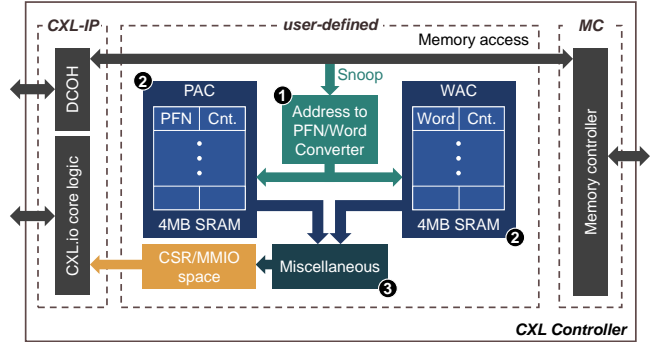 CXL-IP
user-defined
MC
Memory access
DCOH
Snoop
2
PAC
PFN
Cnt.
4MB SRAM
1
Address to
PFN/Word
Converter
WAC
Word
Cnt.
4MB SRAM
2
CXL.io core logic
CSR/MMIO
space
Miscellaneous
3
Memory controller
CXL Controller